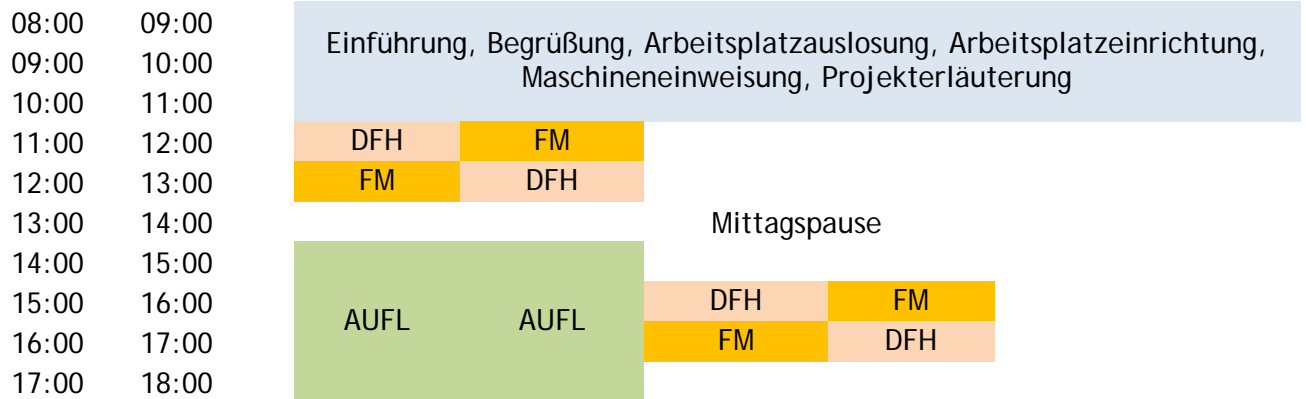 08:00 09:00
Einführung, Begrüßung, Arbeitsplatzauslosung, Arbeitsplatzeinrichtung,
09:00 10:00
Maschineneinweisung, Projekterläuterung
10:00 11:00
11:00 12:00 DFH FM
12:00 13:00 FM DFH
13:00 14:00 Mittagspause
14:00 15:00
15:00 16:00 DFH FM
AUFL AUFL
16:00 17:00 FM DFH
17:00 18:00